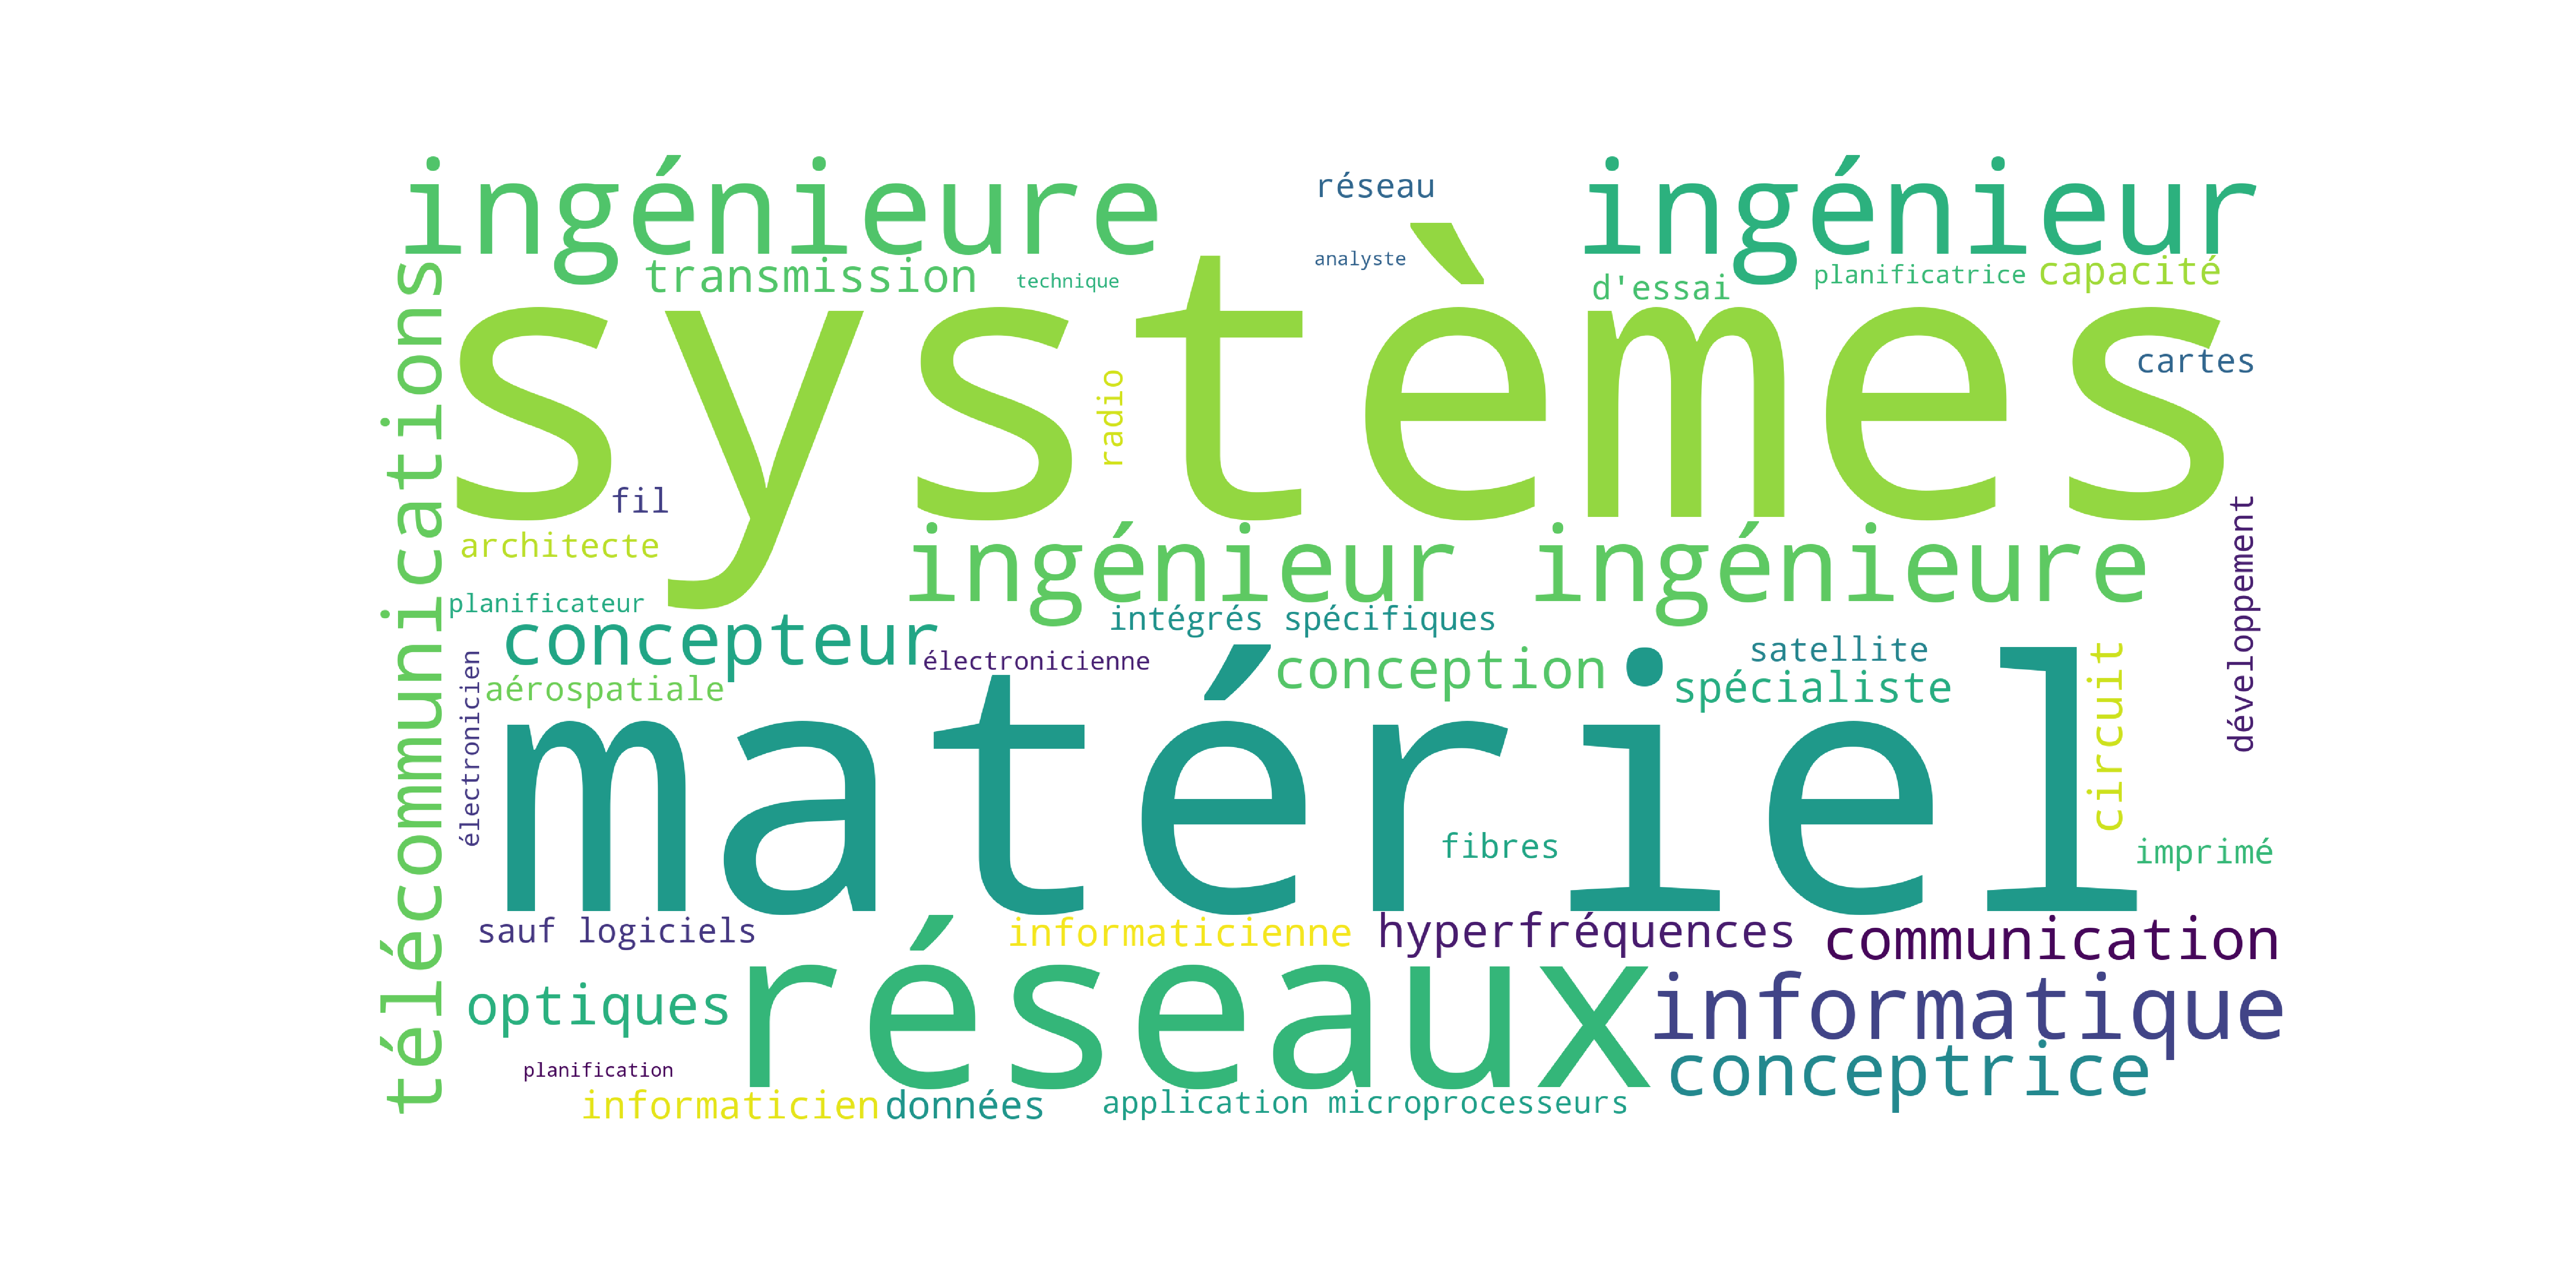 ingénieure
réseau
ingénieur
transmission
technique
analyste
d'essai
planificatrice
capacité
systèmes
télécommunications
radio
cartes
fil
architecte
ingénieur ingénieure
développement
planificateur
concepteur
intégrés spécifiques
électronicienne
conception
satellite
spécialiste
circuit
aérospatiale
électronicien
matériel
fibres
imprimé
sauf logiciels
informaticienne
hyperfréquences
communication
optiques
réseaux
informatique
conceptrice
planification
informaticien
données
application microprocesseurs